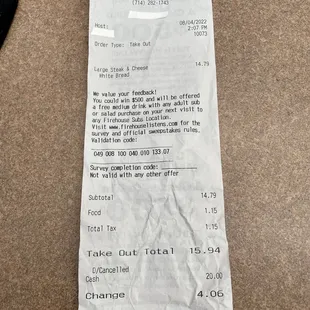 (714) 202-1743
Host: 08/04/2022
2:07 PM
10073
Order Type: Take Out
Large Steak & Cheese 14.79
White Bread
We value your feedback!
You could win $500 and will be offered
a free medium drink with any adult sub
or salad purchase on your next visit to
any Firehouse Subs Location.
Visit www.firehouselistens.com for the
survey and official sweepstakes rules.
Validation code:
049 008 100 040 010 133 07
Survey completion code:
Not valid with any other offer
Subtotal 14.79
Food 1.15
Total Tax 1.15
Take Out Total 15.94
D/Cancelled
Cash 20.00
Change 4.06